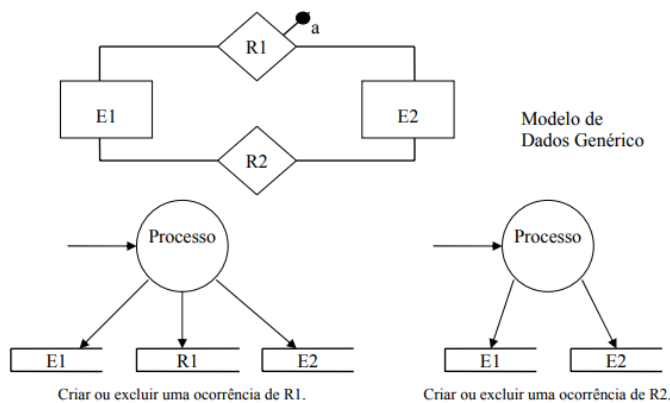 a
R1
E1
E2
Modelo de
Dados Genérico
R2
Processo
Processo
E1
R1
E2
E1
E2
Criar ou excluir uma ocorrência de R1.
Criar ou excluir uma ocorrência de R2.